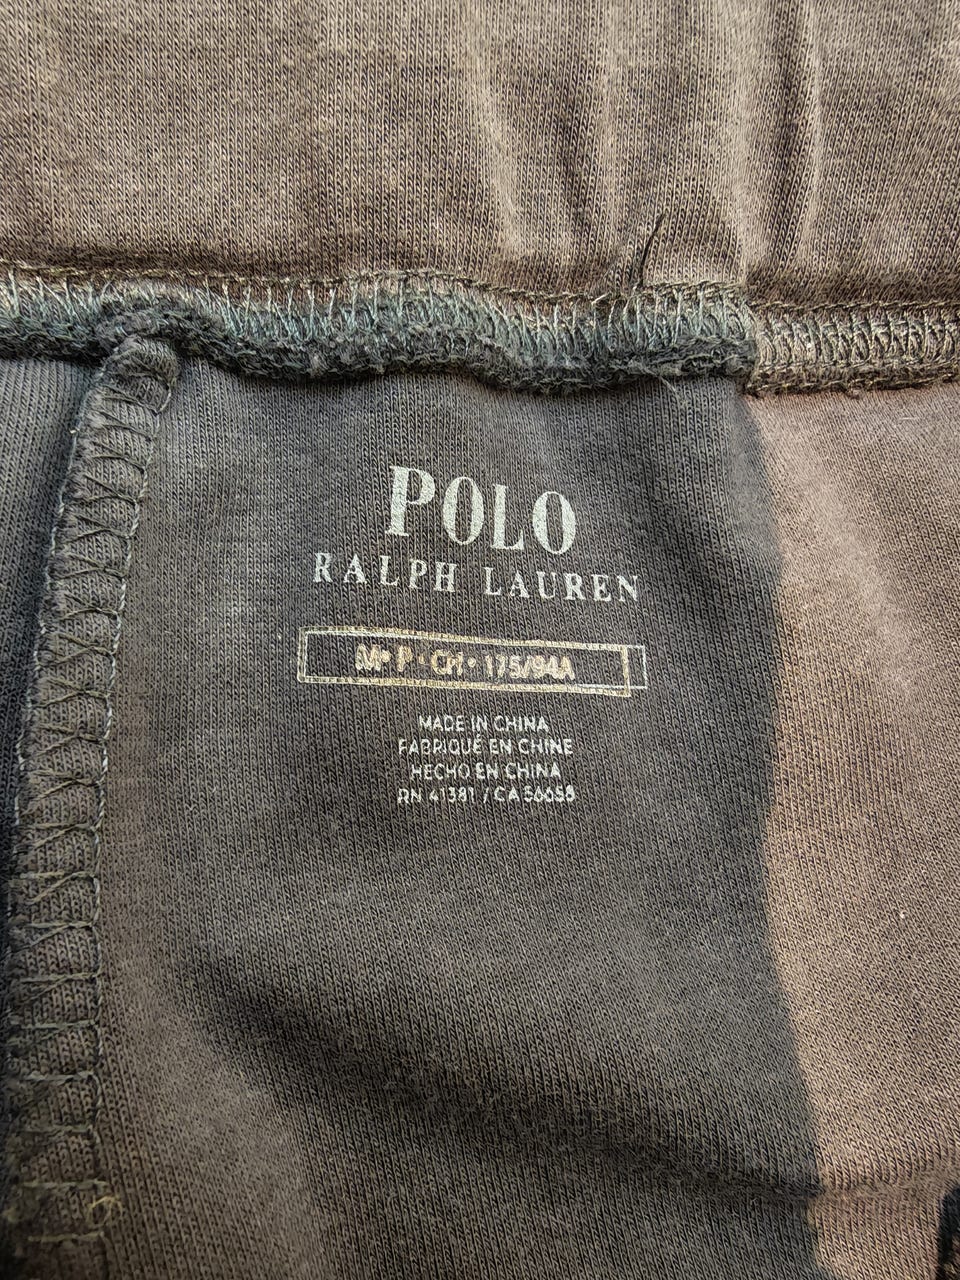 POLO
RALPH LAUREN
M • P • CH • 175/94A
MADE IN CHINA
FABRIQUÉ EN CHINE
HECHO EN CHINA
RN 41381 / CA 56658